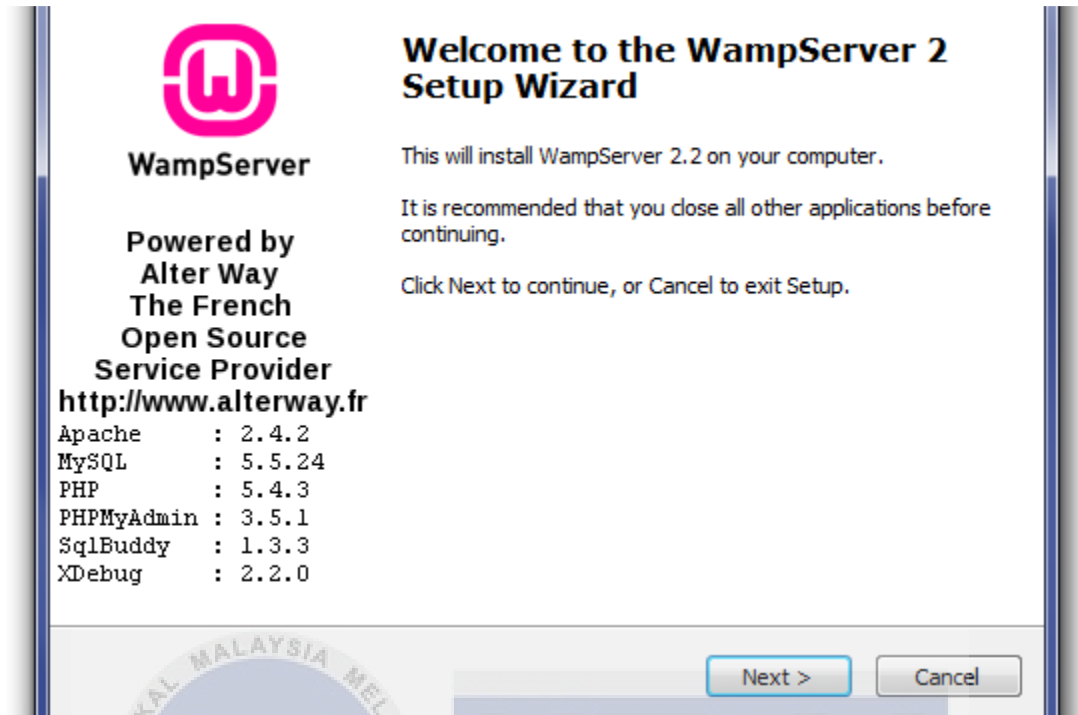 WampServer
Powered by
Alter Way
The French
Open Source
Service Provider
http://www.alterway.fr
Apache : 2.4.2
MySQL : 5.5.24
PHP : 5.4.3
PHPMyAdmin : 3.5.1
SqlBuddy : 1.3.3
XDebug : 2.2.0
Welcome to the WampServer 2
Setup Wizard
This will install WampServer 2.2 on your computer.
It is recommended that you close all other applications before
continuing.
Click Next to continue, or Cancel to exit Setup.
MALAYSIA
Next >
Cancel